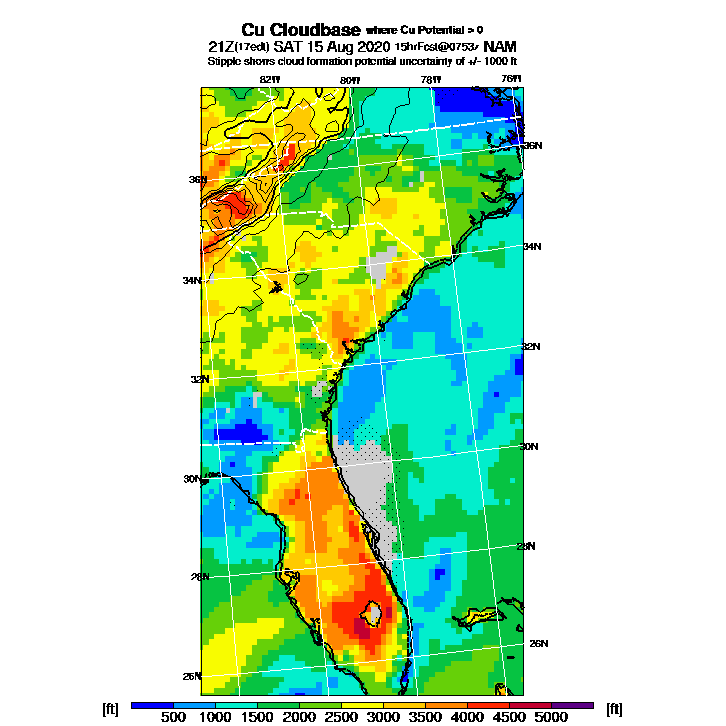 Cu Cloudbase where Cu Potential > 0
21Z(17edt) SAT 15 Aug 2020 15hrFcst@0753z NAM
Stipple shows cloud formation potential uncertainty of +/- 1000 ft
82W 80W 78W 76W
36N
36N
34N
34N
32N
32N
30N
30N
28N
28N
26N
26N
[ft] [ft]
500 1000 1500 2000 2500 3000 3500 4000 4500 5000